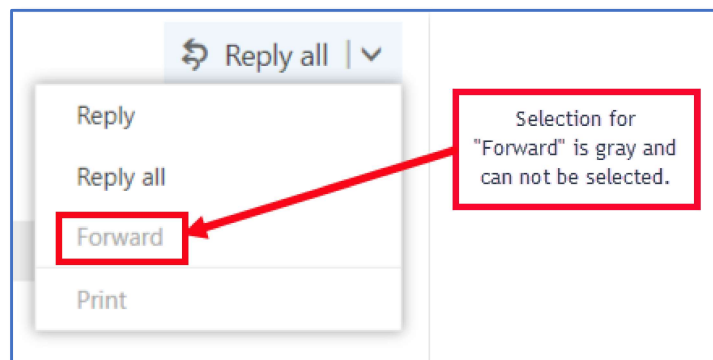 Reply all
Reply
Reply all
Forward
Print
Selection for
"Forward" is gray and
can not be selected.